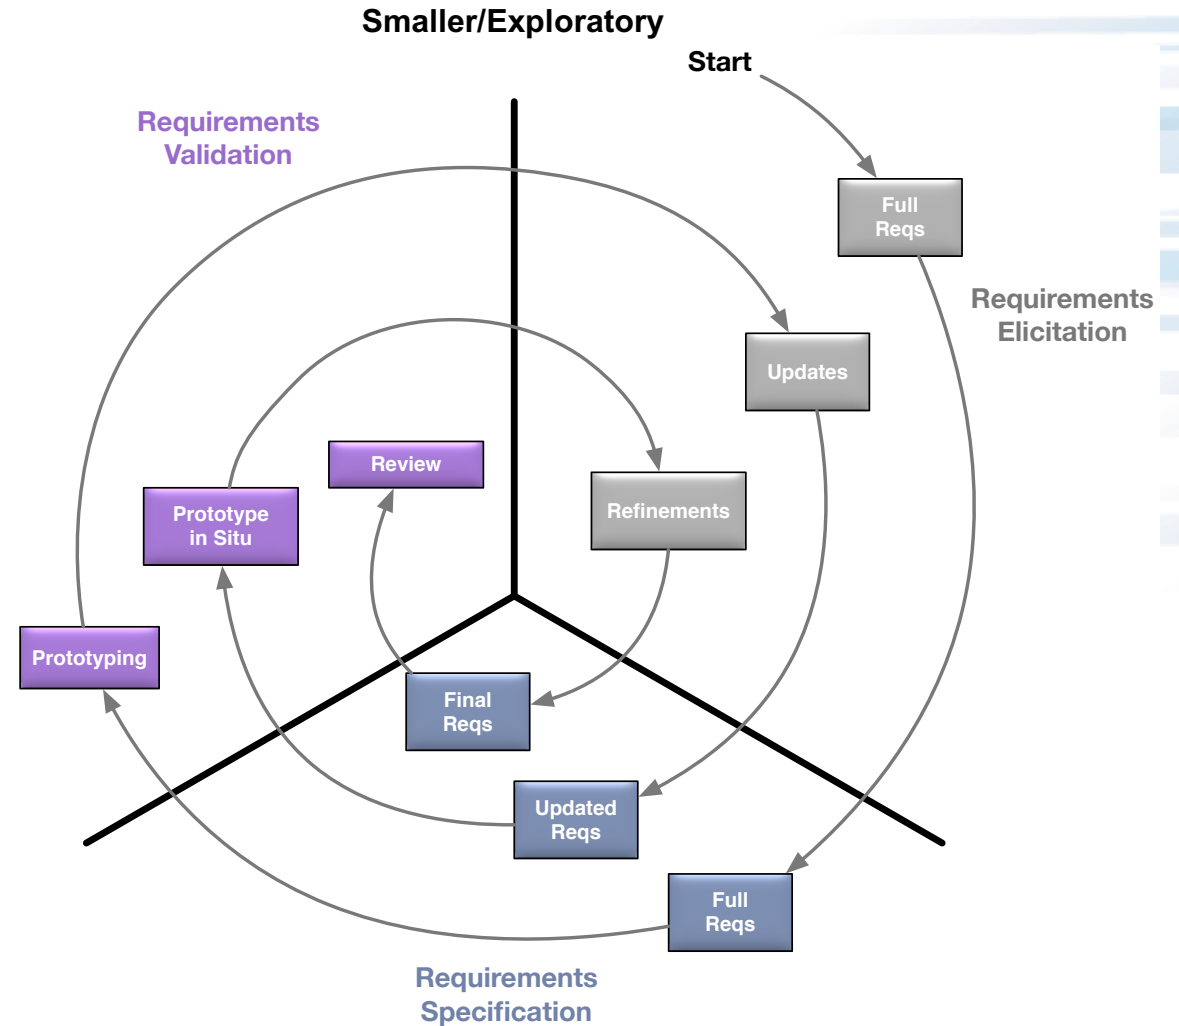 Smaller/Exploratory
Start
Requirements
Validation
Full
Reqs
Requirements
Elicitation
Updates
Review
Refinements
Prototype
in Situ
Prototyping
Final
Reqs
Updated
Reqs
Full
Reqs
Requirements
Specification